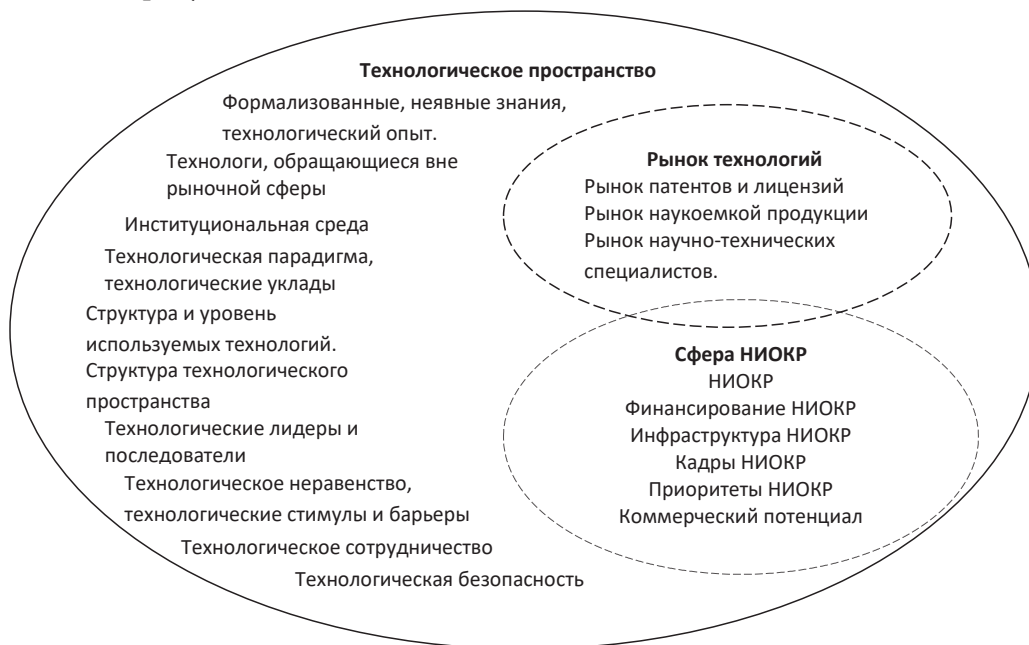 Технологическое пространство
Формализованные, неявные знания,
технологический опыт.
Технологи, обращающиеся вне
рыночной сферы
Институциональная среда
Технологическая парадигма,
технологические уклады
Структура и уровень
используемых технологий.
Структура технологического
пространства
Технологические лидеры и
последователи
Технологическое неравенство,
технологические стимулы и барьеры
Технологическое сотрудничество
Технологическая безопасность
Рынок технологий
Рынок патентов и лицензий
Рынок наукоемкой продукции
Рынок научно-технических
специалистов.
Сфера НИОКР
НИОКР
Финансирование НИОКР
Инфраструктура НИОКР
Кадры НИОКР
Приоритеты НИОКР
Коммерческий потенциал